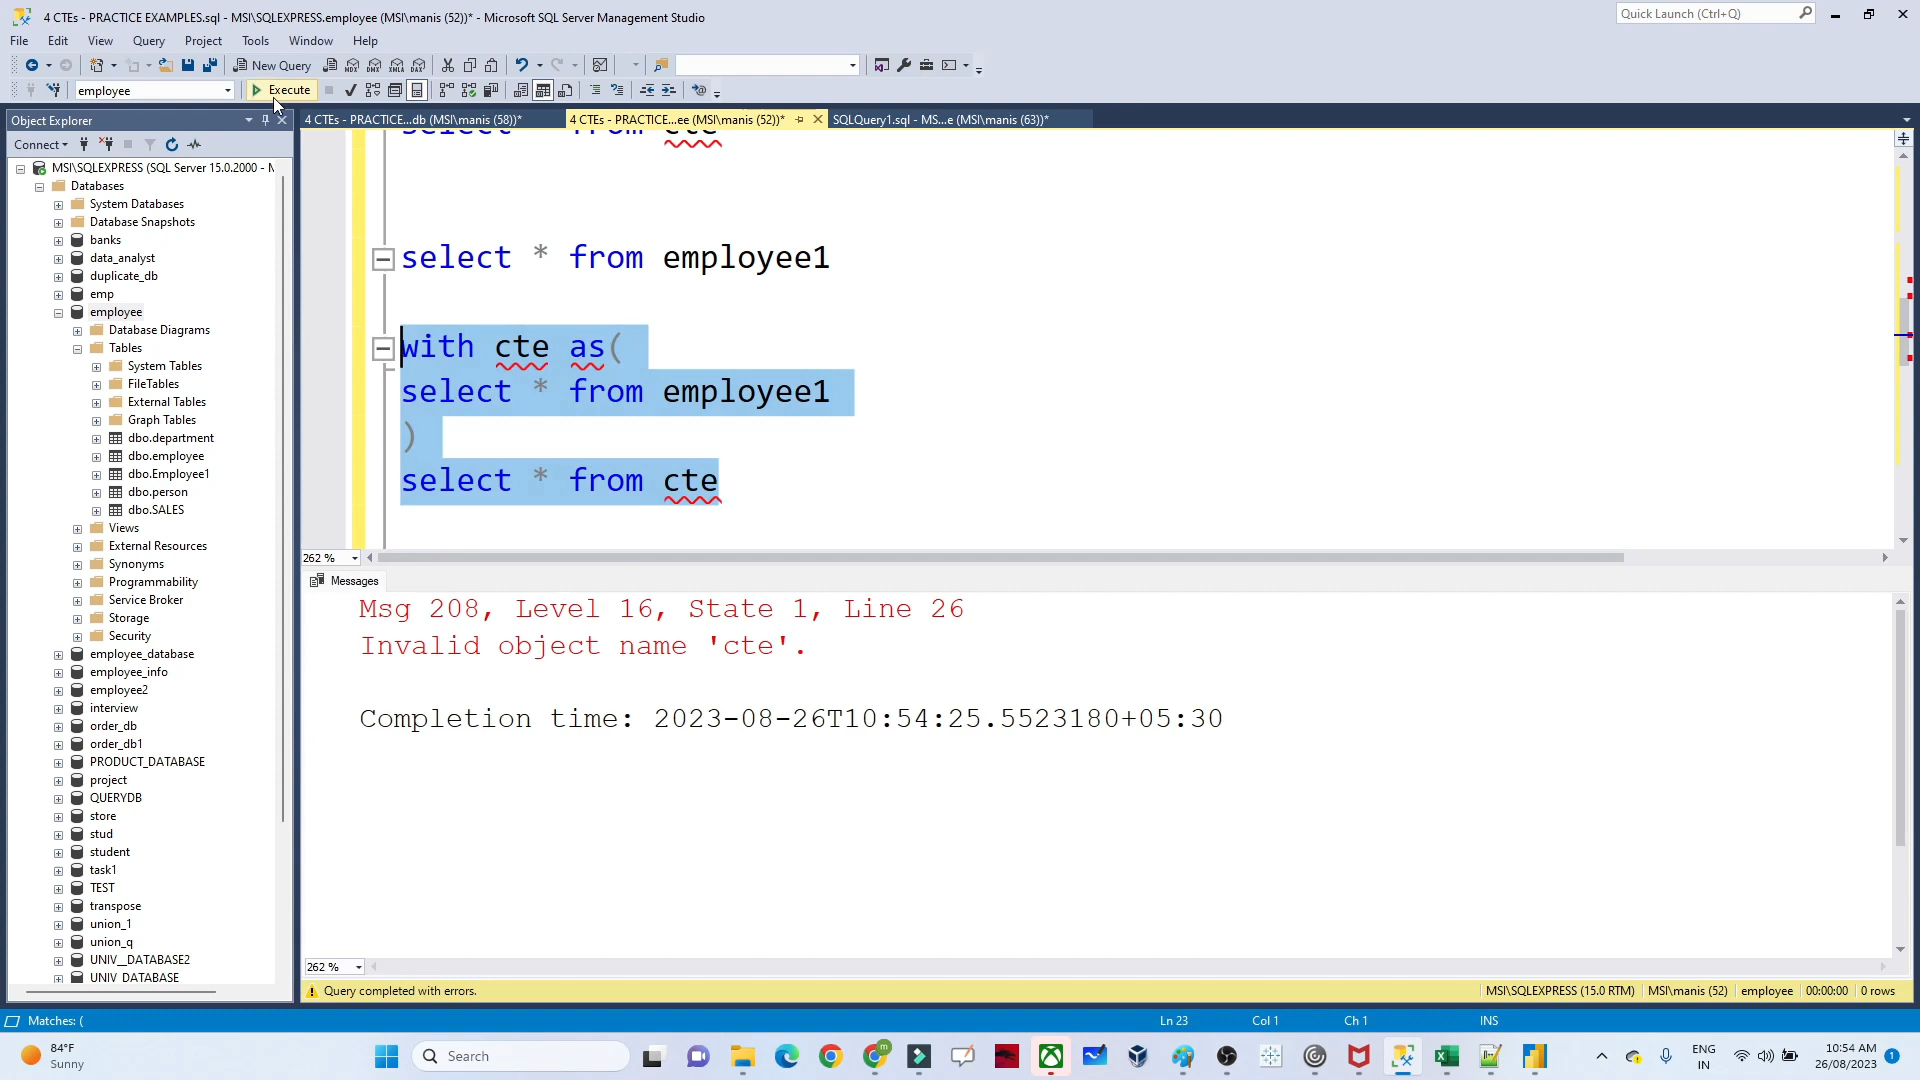 4 CTEs - PRACTICE EXAMPLES.sql - MSI\SQLEXPRESS.employee (MSI\manis (52))* - Microsoft SQL Server Management Studio
Quick Launch (Ctrl+Q)
File Edit View Query Project Tools Window Help
New Query
employee
Execute
Object Explorer
4 CTEs - PRACTICE...db (MSI\manis (58))*
4 CTEs - PRACTICE...ee (MSI\manis (52))*
SQLQuery1.sql - MS...e (MSI\manis (63))*
Connect
MSI\SQLEXPRESS (SQL Server 15.0.2000 -
Databases
System Databases
Database Snapshots
banks
data_analyst
duplicate_db
emp
employee
Database Diagrams
Tables
System Tables
FileTables
External Tables
Graph Tables
dbo.department
dbo.employee
dbo.Employee1
dbo.person
dbo.SALES
Views
External Resources
Synonyms
Programmability
Service Broker
Storage
Security
employee_database
employee_info
employee2
interview
order_db
order_db1
PRODUCT_DATABASE
project
QUERYDB
store
stud
student
task1
TEST
transpose
union_1
union_q
UNIV__DATABASE2
UNIV_DATABASE
select * from cte
select * from employee1
with cte as(
select * from employee1
)
select * from cte
262 %
Messages
Msg 208, Level 16, State 1, Line 26
Invalid object name 'cte'.
Completion time: 2023-08-26T10:54:25.5523180+05:30
262 %
Query completed with errors.
MSI\SQLEXPRESS (15.0 RTM) MSI\manis (52) employee 00:00:00 0 rows
Matches: (
Ln 23 Col 1 Ch 1 INS
84°F
Sunny
Search
ENG
IN
10:54 AM
26/08/2023
1